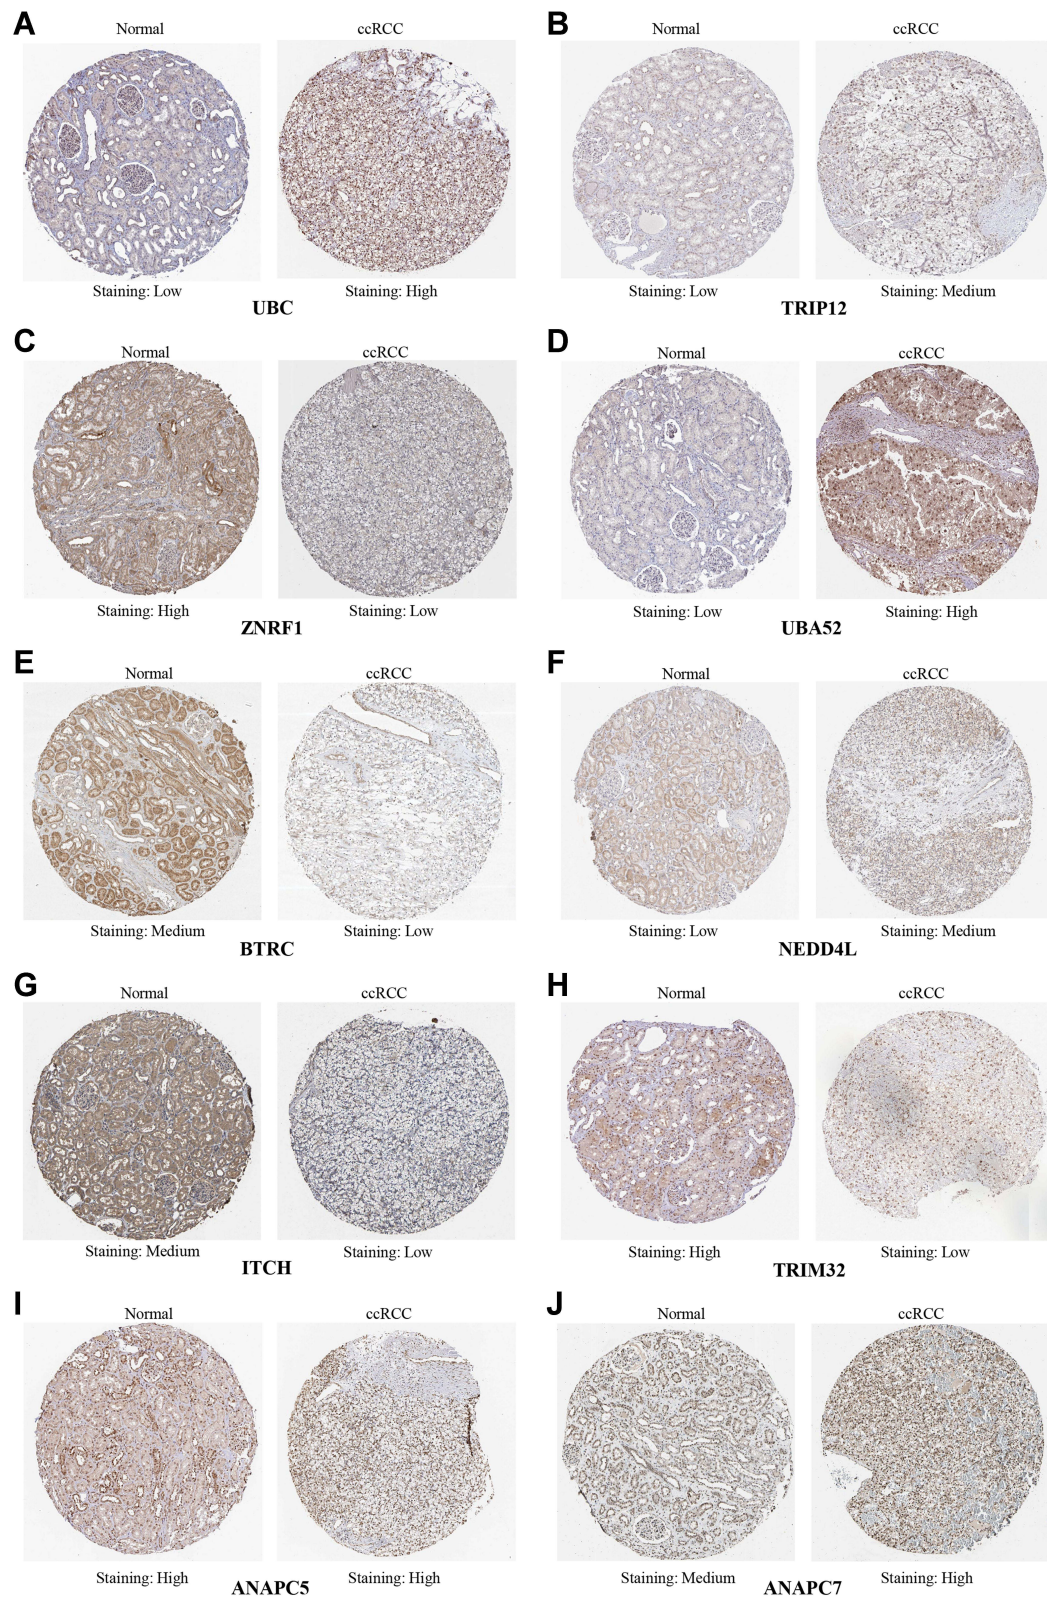 A
Normal
ccRCC
Staining: Low
Staining: High
UBC
B
Normal
ccRCC
Staining: Low
Staining: Medium
TRIP12
C
Normal
ccRCC
Staining: High
Staining: Low
ZNRF1
D
Normal
ccRCC
Staining: Low
Staining: High
UBA52
E
Normal
ccRCC
Staining: Medium
Staining: Low
BTRC
F
Normal
ccRCC
Staining: Low
Staining: Medium
NEDD4L
G
Normal
ccRCC
Staining: Medium
Staining: Low
ITCH
H
Normal
ccRCC
Staining: High
Staining: Low
TRIM32
I
Normal
ccRCC
Staining: High
Staining: High
ANAPC5
J
Normal
ccRCC
Staining: Medium
Staining: High
ANAPC7